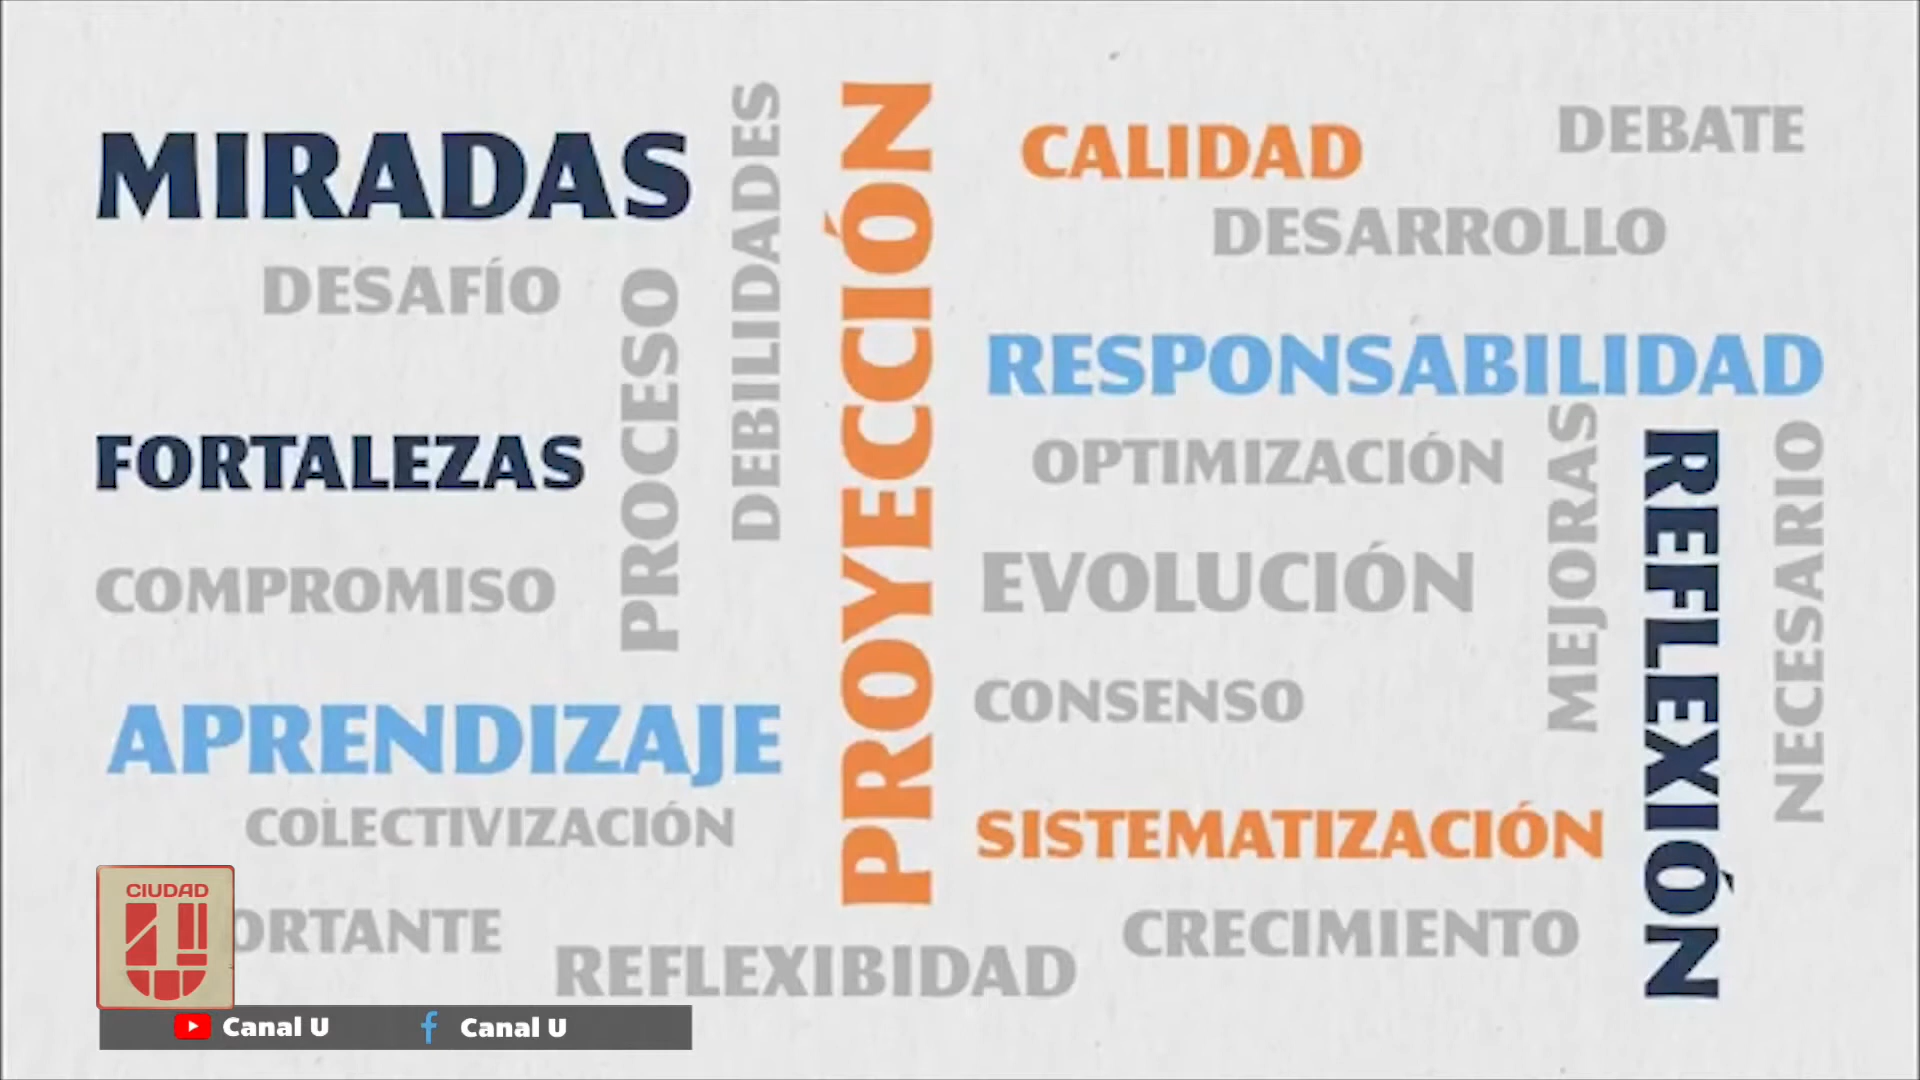 MIRADAS
DESAFÍO
PROCESO
DEBILIDADES
PROYECCIÓN
CALIDAD
DEBATE
DESARROLLO
RESPONSABILIDAD
FORTALEZAS
OPTIMIZACIÓN
MEJORAS
REFLEXIÓN
NECESARIO
COMPROMISO
EVOLUCIÓN
CONSENSO
APRENDIZAJE
COLECTIVIZACIÓN
SISTEMATIZACIÓN
ORTANTE
REFLEXIBIDAD
CRECIMIENTO
CIUDAD
U
Canal U
Canal U